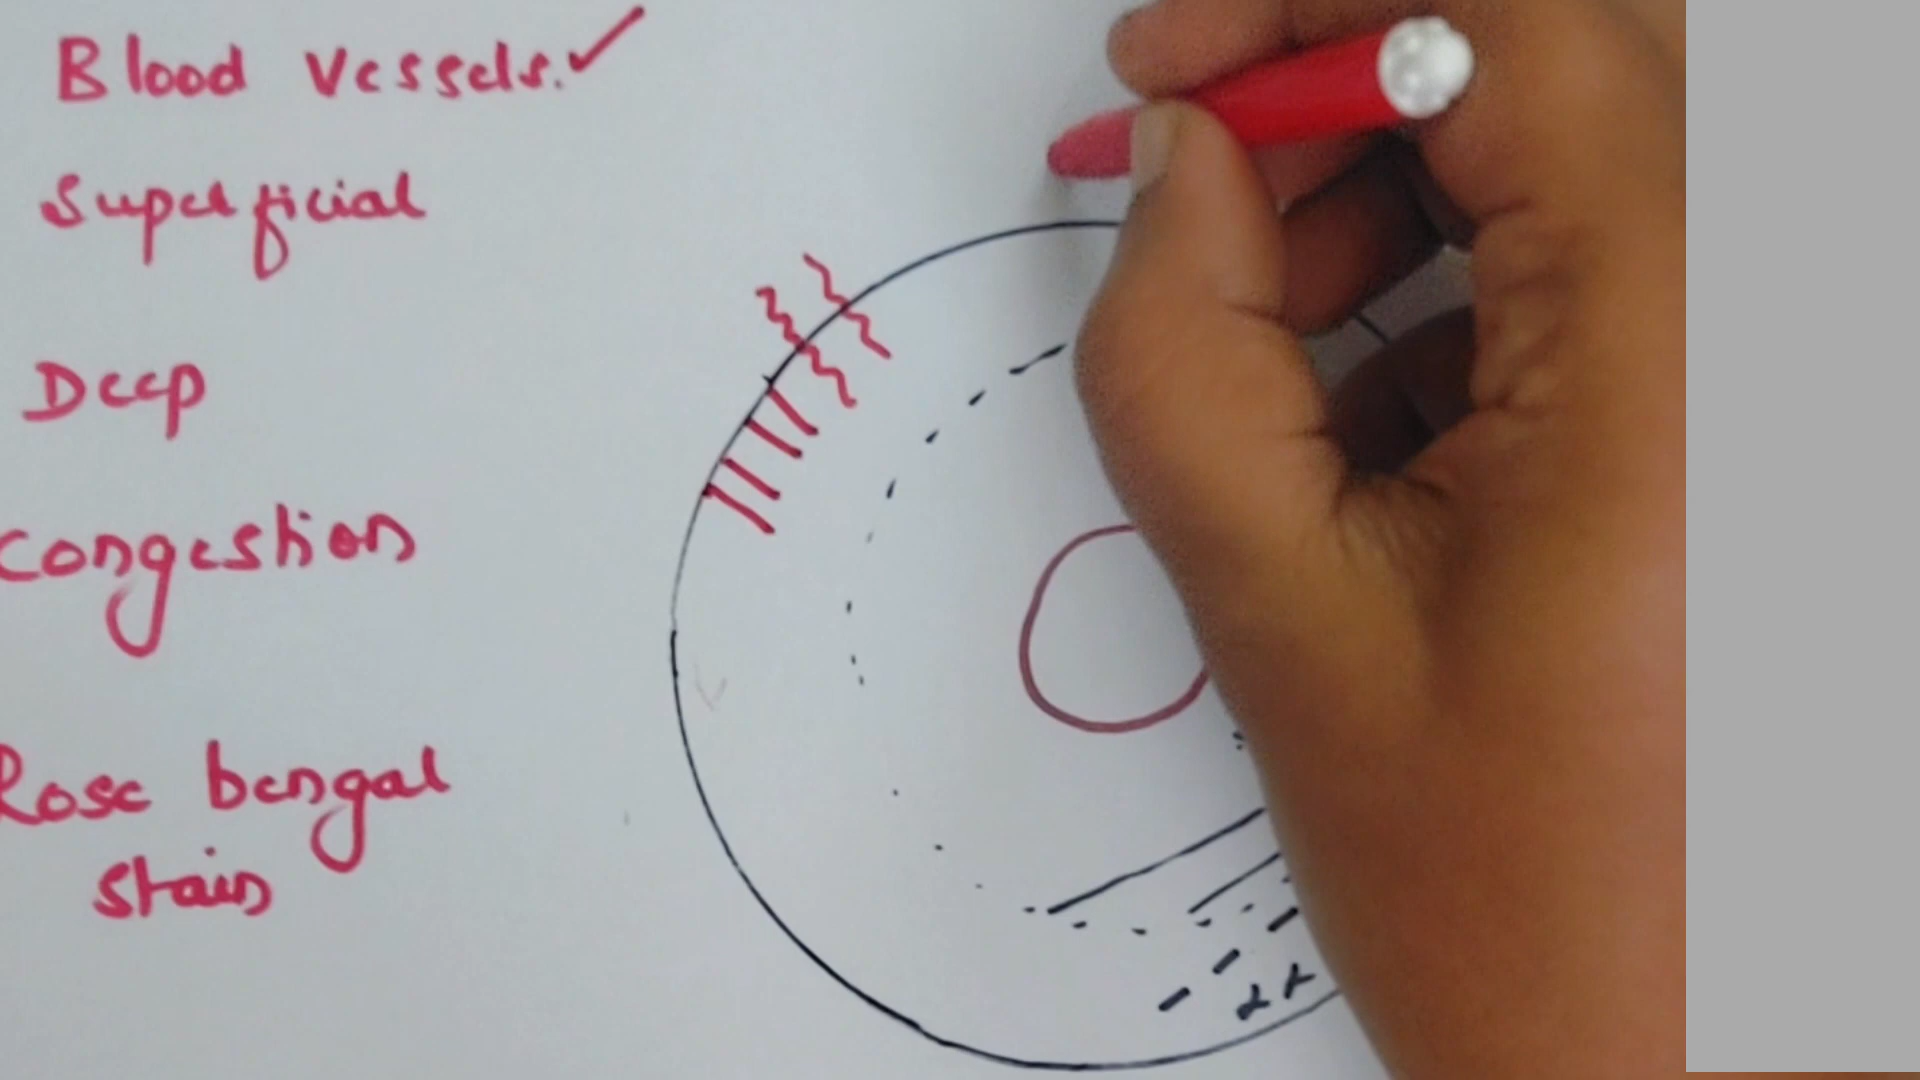 Blood Vessels.
Superficial
Deep
Congestion
Rose bengal
stain